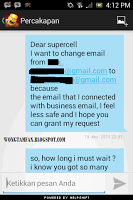 4:12 PM
Percakapan
Dear supercell
I want to change email
from
to
@gmail.com
@gmail.com
because
the email that I connected
with business email, I feel
less safe and I hope you
can grant my request
WONGTAMFAN.BLOGSPOT.COM
so, how long i must wait ?
i know you got so many
Ketikkan pesan Anda
POWERED BY HELPSHIFT